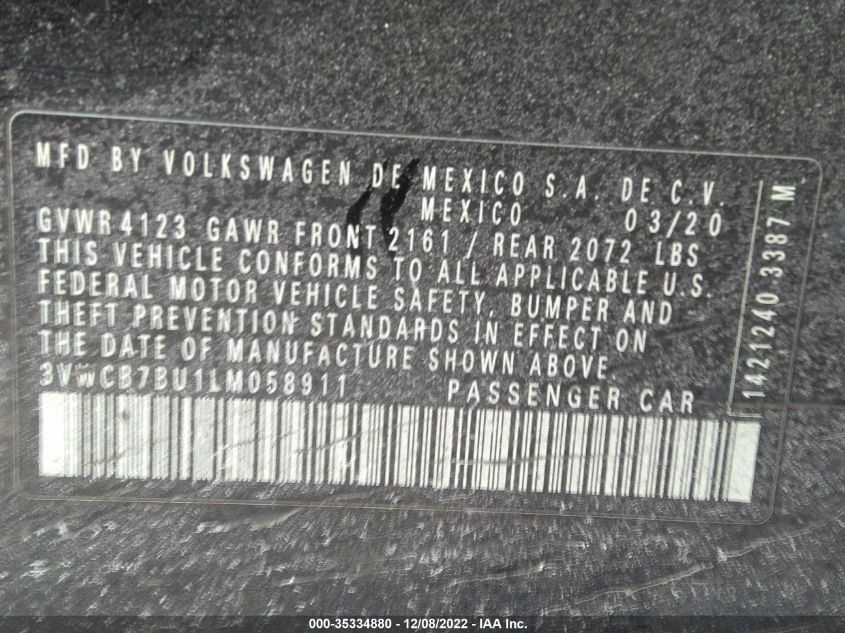 MFD BY VOLKSWAGEN DE MEXICO S.A. DE C.V.
MEXICO 03/20
GVWR 4123 GAWR FRONT 2161 / REAR 2072 LBS
THIS VEHICLE CONFORMS TO ALL APPLICABLE U.S.
FEDERAL MOTOR VEHICLE SAFETY, BUMPER AND
THEFT PREVENTION STANDARDS IN EFFECT ON
THE DATE OF MANUFACTURE SHOWN ABOVE
3VWCB7BU1LM058911 PASSENGER CAR
1421240 3387 M
000-35334880 - 12/08/2022 - IAA Inc.